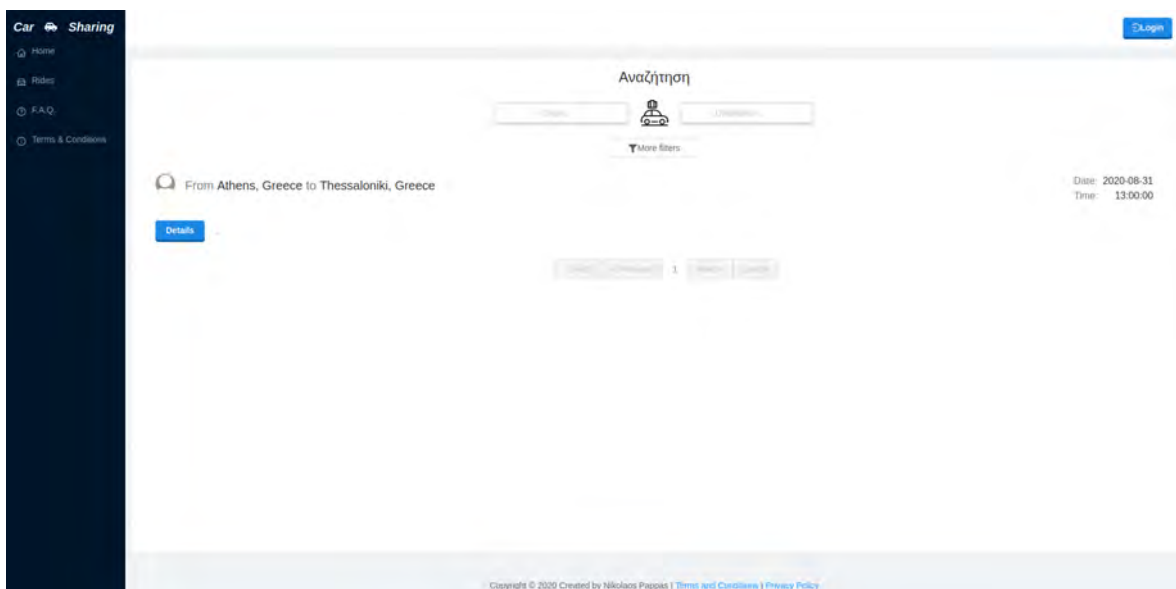 Car Sharing
Login
Home
Rides
F.A.Q.
Terms & Conditions
Αναζήτηση
More filters
From Athens, Greece to Thessaloniki, Greece
Date: 2020-08-31
Time: 13:00:00
Details
1
Copyright © 2020 Created by Nikolaos Pappas | Terms and Conditions | Privacy Policy